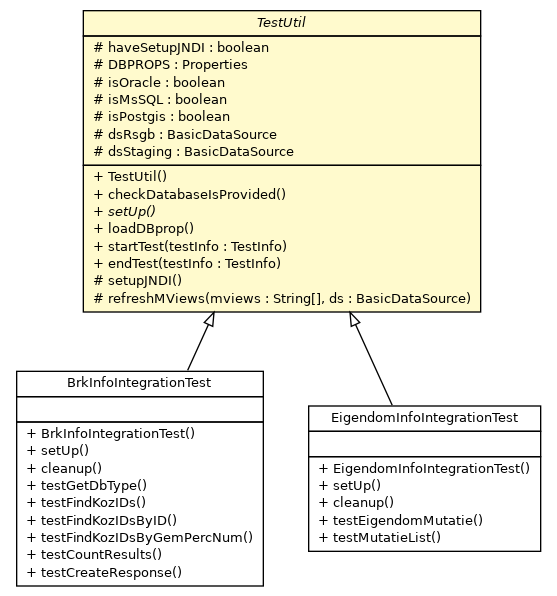 TestUtil
# haveSetupJNDI : boolean
# DBPROPS : Properties
# isOracle : boolean
# isMsSQL : boolean
# isPostgis : boolean
# dsRsgb : BasicDataSource
# dsStaging : BasicDataSource
+ TestUtil()
+ checkDatabaseIsProvided()
+ setUp()
+ loadDBprop()
+ startTest(testInfo : TestInfo)
+ endTest(testInfo : TestInfo)
# setupJNDI()
# refreshMViews(mviews : String[], ds : BasicDataSource)
BrkInfoIntegrationTest
+ BrkInfoIntegrationTest()
+ setUp()
+ cleanup()
+ testGetDbType()
+ testFindKozIDs()
+ testFindKozIDsByID()
+ testFindKozIDsByGemPercNum()
+ testCountResults()
+ testCreateResponse()
EigendomInfoIntegrationTest
+ EigendomInfoIntegrationTest()
+ setUp()
+ cleanup()
+ testEigendomMutatie()
+ testMutatieList()